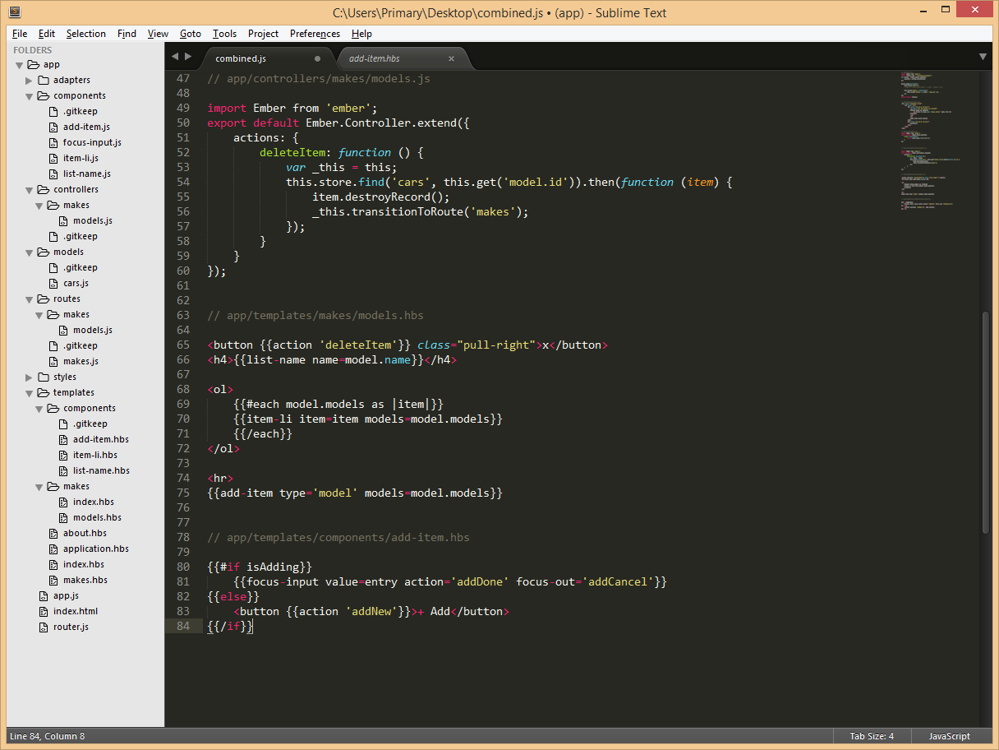 C:\Users\Primary\Desktop\combined.js • (app) - Sublime Text
File Edit Selection Find View Goto Tools Project Preferences Help
FOLDERS
app
adapters
components
.gitkeep
add-item.js
focus-input.js
item-li.js
list-name.js
controllers
makes
models.js
.gitkeep
models
.gitkeep
cars.js
routes
makes
models.js
.gitkeep
makes.js
styles
templates
components
.gitkeep
add-item.hbs
item-li.hbs
list-name.hbs
makes
index.hbs
models.hbs
about.hbs
application.hbs
index.hbs
makes.hbs
app.js
index.html
router.js
combined.js add-item.hbs
47 // app/controllers/makes/models.js
48
49 import Ember from 'ember';
50 export default Ember.Controller.extend({
51     actions: {
52         deleteItem: function () {
53             var _this = this;
54             this.store.find('cars', this.get('model.id')).then(function (item) {
55                 item.destroyRecord();
56                 _this.transitionToRoute('makes');
57             });
58         }
59     }
60 });
61
62
63 // app/templates/makes/models.hbs
64
65 <button {{action 'deleteItem'}} class="pull-right">x</button>
66 <h4>{{list-name name=model.name}}</h4>
67
68 <ol>
69     {{#each model.models as |item|}}
70     {{item-li item=item models=model.models}}
71     {{/each}}
72 </ol>
73
74 <hr>
75 {{add-item type='model' models=model.models}}
76
77
78 // app/templates/components/add-item.hbs
79
80 {{#if isAdding}}
81     {{focus-input value=entry action='addDone' focus-out='addCancel'}}
82 {{else}}
83     <button {{action 'addNew'}}>+ Add</button>
84 {{/if}}
Line 84, Column 8 Tab Size: 4 JavaScript